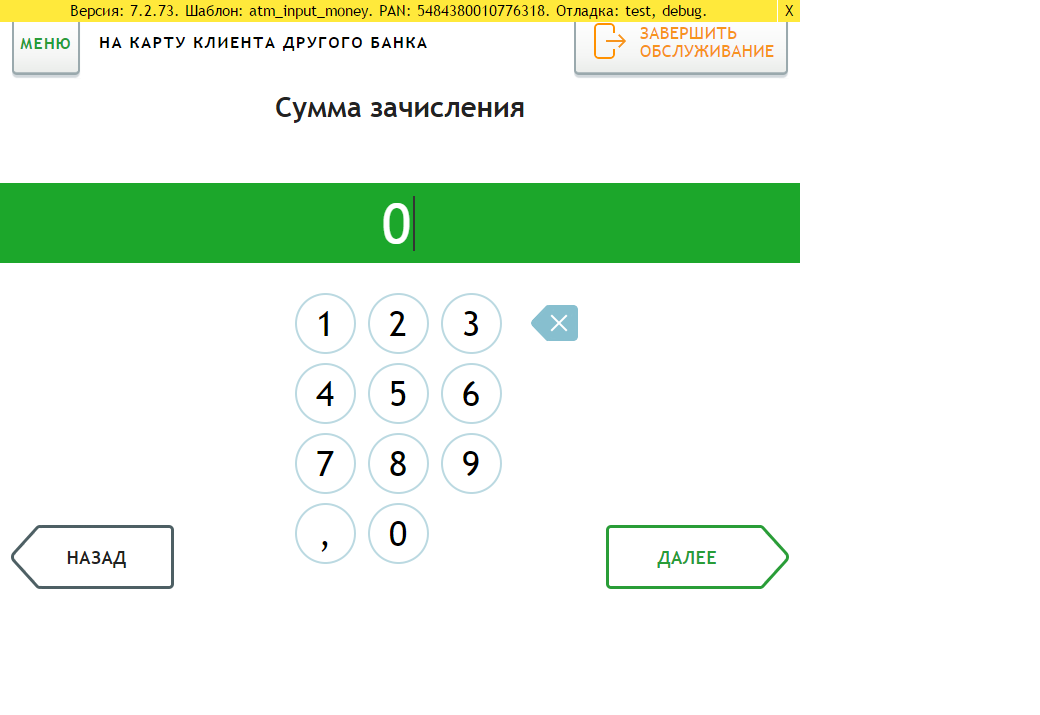 Версия: 7.2.73. Шаблон: atm_input_money. PAN: 5484380010776318. Отладка: test, debug. X
МЕНЮ
НА КАРТУ КЛИЕНТА ДРУГОГО БАНКА
ЗАВЕРШИТЬ
ОБСЛУЖИВАНИЕ
Сумма зачисления
0
1 2 3
4 5 6
7 8 9
, 0
НАЗАД
ДАЛЕЕ